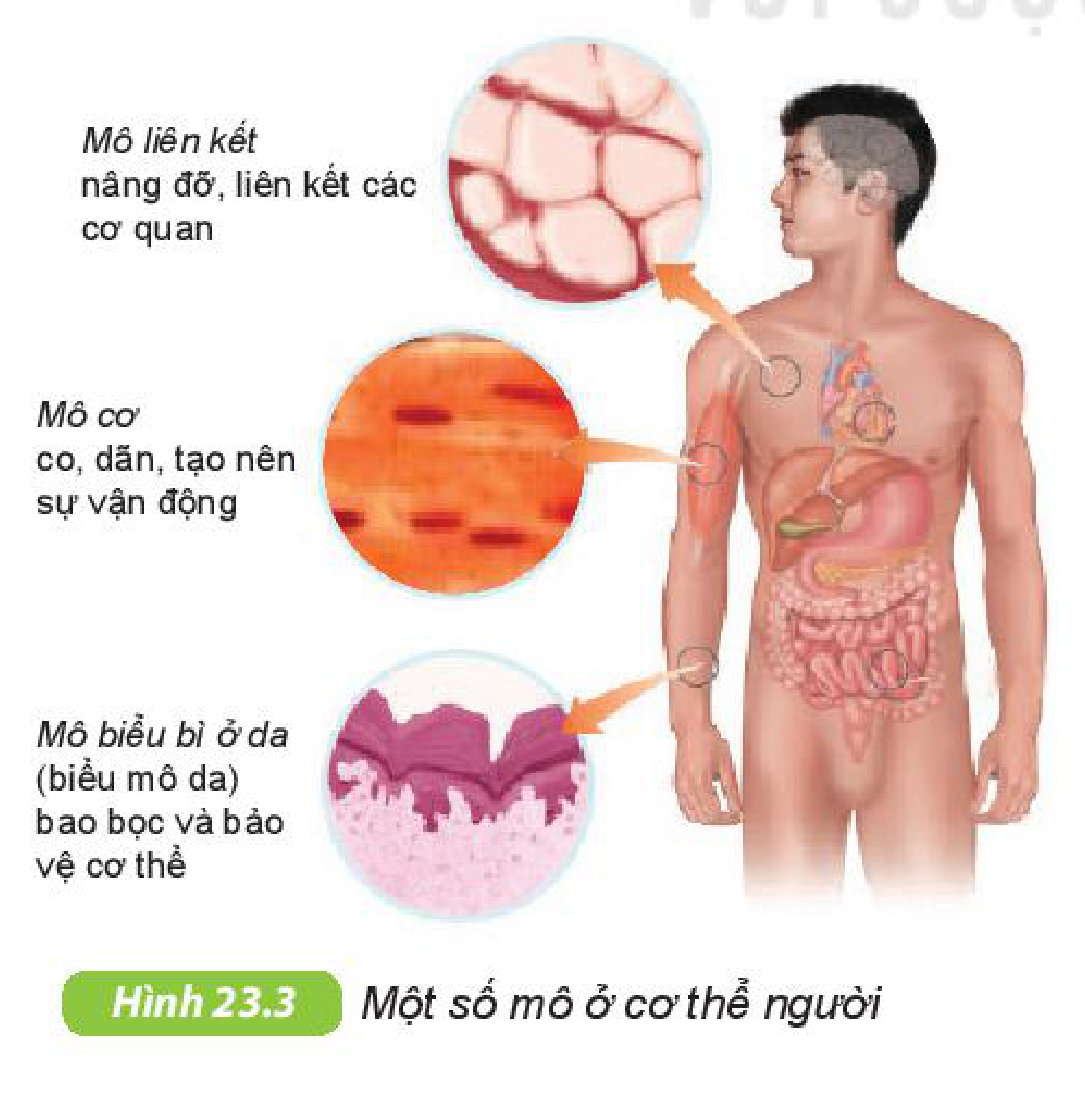 Mô liên kết
nâng đỡ, liên kết các
cơ quan
Mô cơ
co, dãn, tạo nên
sự vận động
Mô biểu bì ở da
(biểu mô da)
bao bọc và bảo
vệ cơ thể
Hình 23.3 Một số mô ở cơ thể người